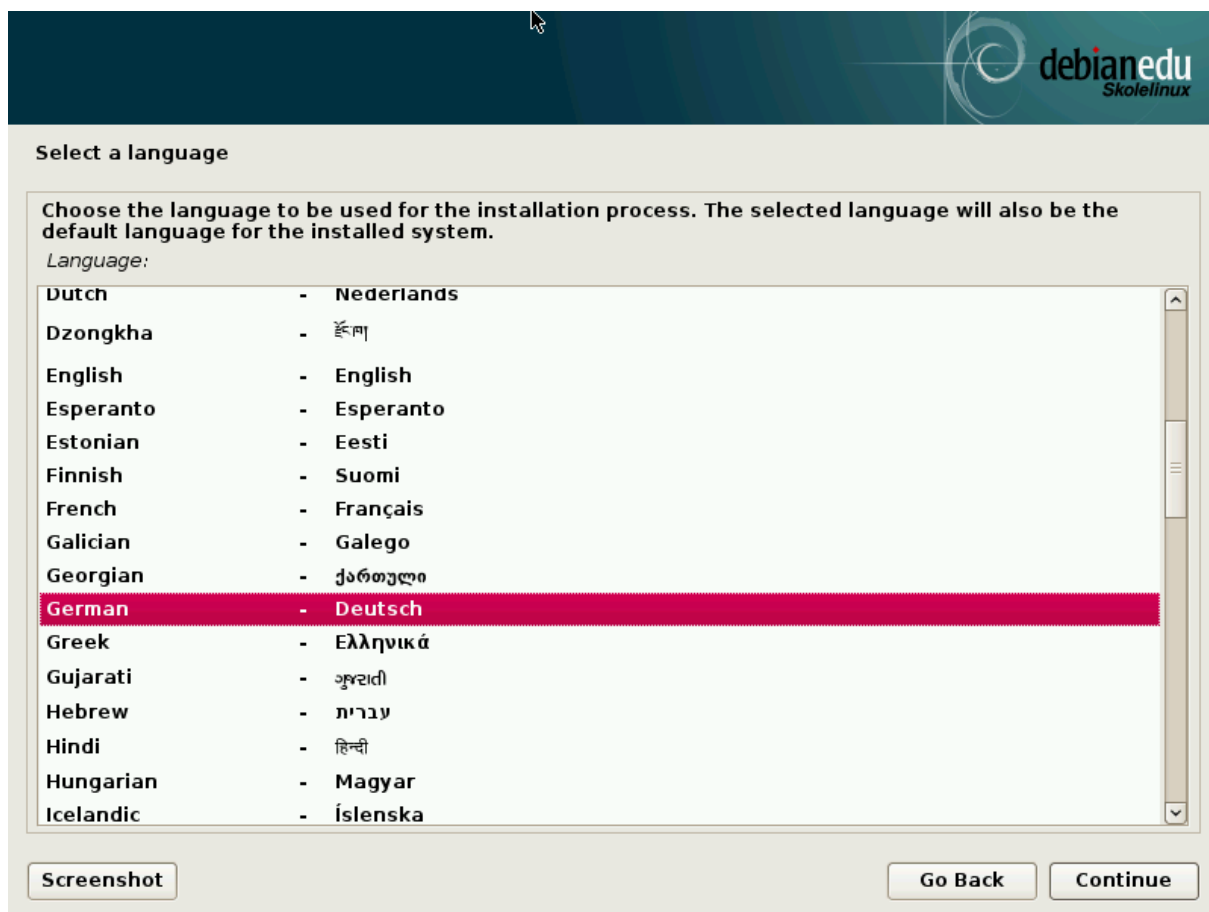 debianedu
Skolelinux
Select a language
Choose the language to be used for the installation process. The selected language will also be the
default language for the installed system.
Language:
Dutch - Nederlands
Dzongkha - རྫོང་ཁ།
English - English
Esperanto - Esperanto
Estonian - Eesti
Finnish - Suomi
French - Français
Galician - Galego
Georgian - ქართული
German - Deutsch
Greek - Ελληνικά
Gujarati - ગુજરાતી
Hebrew - עברית
Hindi - हिन्दी
Hungarian - Magyar
Icelandic - Íslenska
Screenshot Go Back Continue